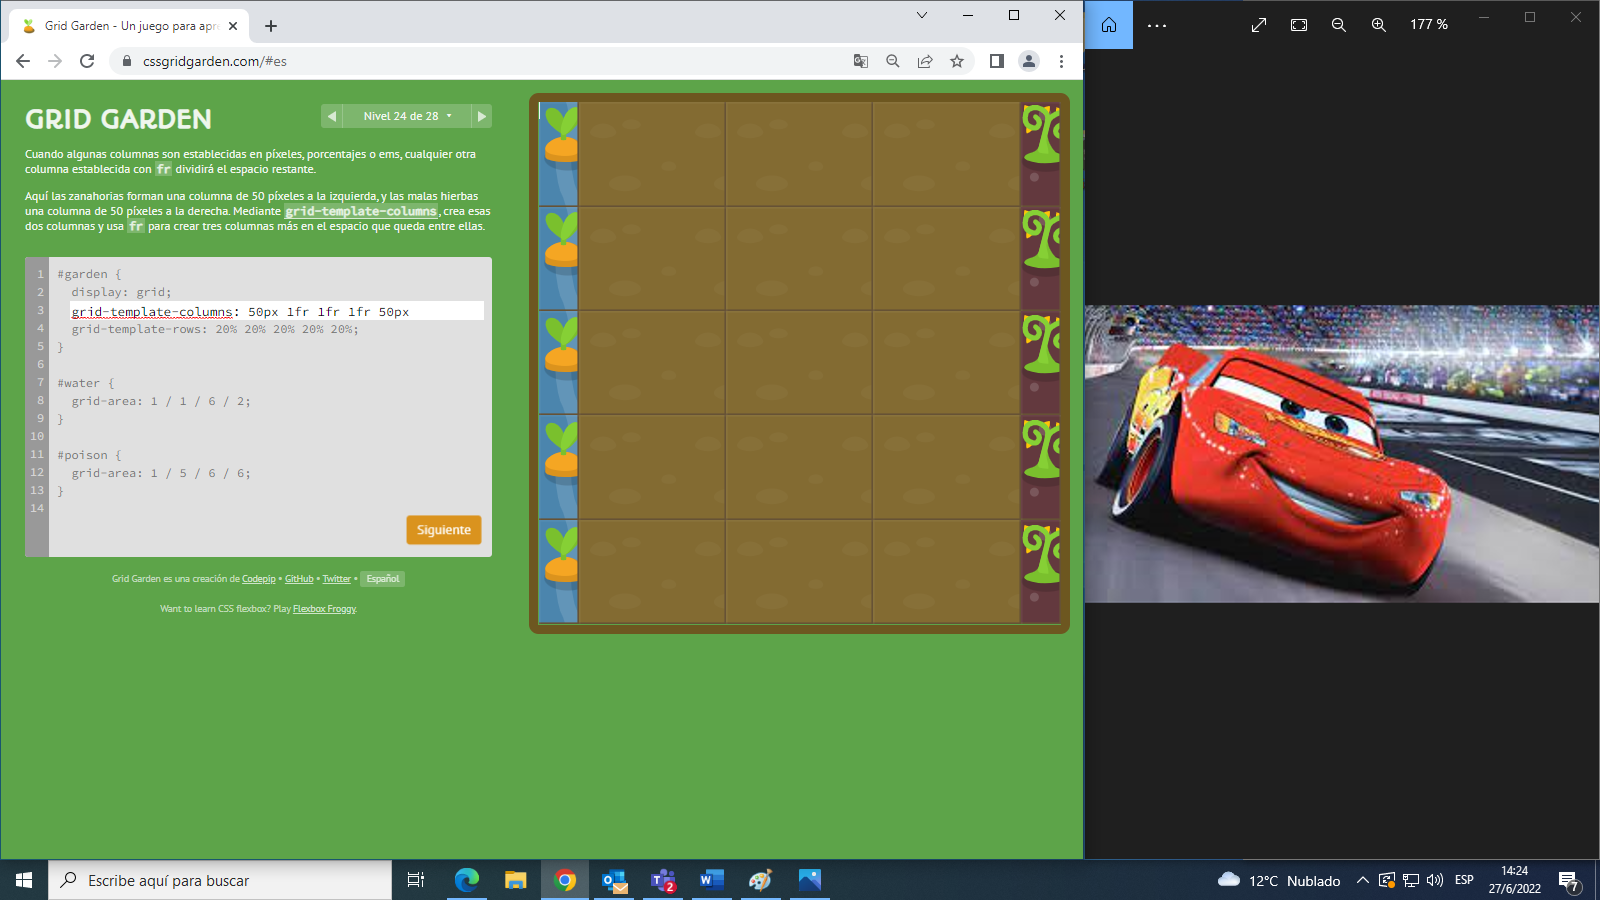 Grid Garden - Un juego para apre
cssgridgarden.com/#es
GRID GARDEN
Nivel 24 de 28
Cuando algunas columnas son establecidas en píxeles, porcentajes o ems, cualquier otra
columna establecida con fr dividirá el espacio restante.
Aquí las zanahorias forman una columna de 50 píxeles a la izquierda, y las malas hierbas
una columna de 50 píxeles a la derecha. Mediante grid-template-columns, crea esas
dos columnas y usa fr para crear tres columnas más en el espacio que queda entre ellas.
1 #garden {
2 display: grid;
3 grid-template-columns: 50px 1fr 1fr 1fr 50px
4 grid-template-rows: 20% 20% 20% 20% 20%;
5 }
6
7 #water {
8 grid-area: 1 / 1 / 6 / 2;
9 }
10
11 #poison {
12 grid-area: 1 / 5 / 6 / 6;
13 }
14
Siguiente
Grid Garden es una creación de Codepip • GitHub • Twitter • Español
Want to learn CSS flexbox? Play Flexbox Froggy.
177 %
Escribe aquí para buscar
2
12°C Nublado
ESP
14:24
27/6/2022
7